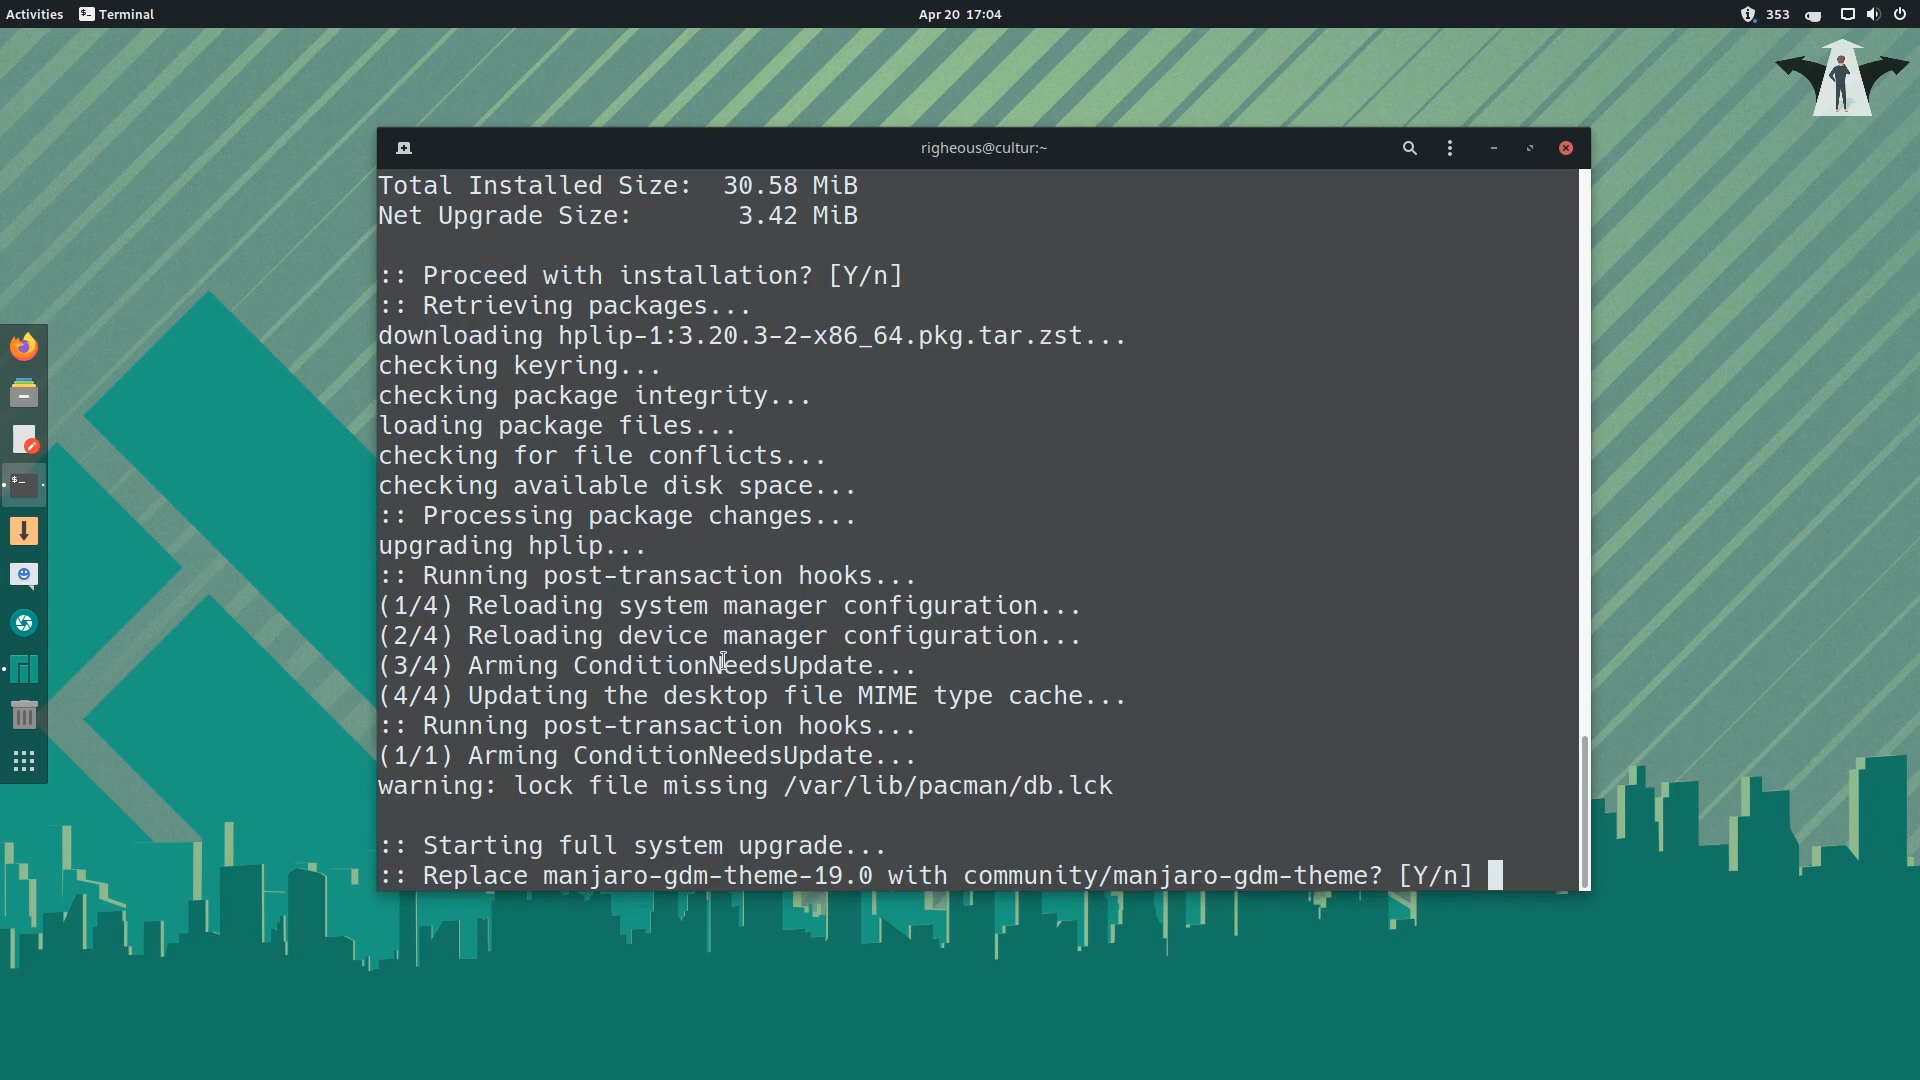 Activities Terminal Apr 20 17:04 353
righeous@cultur:~
Total Installed Size:  30.58 MiB
Net Upgrade Size:       3.42 MiB
:: Proceed with installation? [Y/n]
:: Retrieving packages...
downloading hplip-1:3.20.3-2-x86_64.pkg.tar.zst...
checking keyring...
checking package integrity...
loading package files...
checking for file conflicts...
checking available disk space...
:: Processing package changes...
upgrading hplip...
:: Running post-transaction hooks...
(1/4) Reloading system manager configuration...
(2/4) Reloading device manager configuration...
(3/4) Arming ConditionNeedsUpdate...
(4/4) Updating the desktop file MIME type cache...
:: Running post-transaction hooks...
(1/1) Arming ConditionNeedsUpdate...
warning: lock file missing /var/lib/pacman/db.lck
:: Starting full system upgrade...
:: Replace manjaro-gdm-theme-19.0 with community/manjaro-gdm-theme? [Y/n]